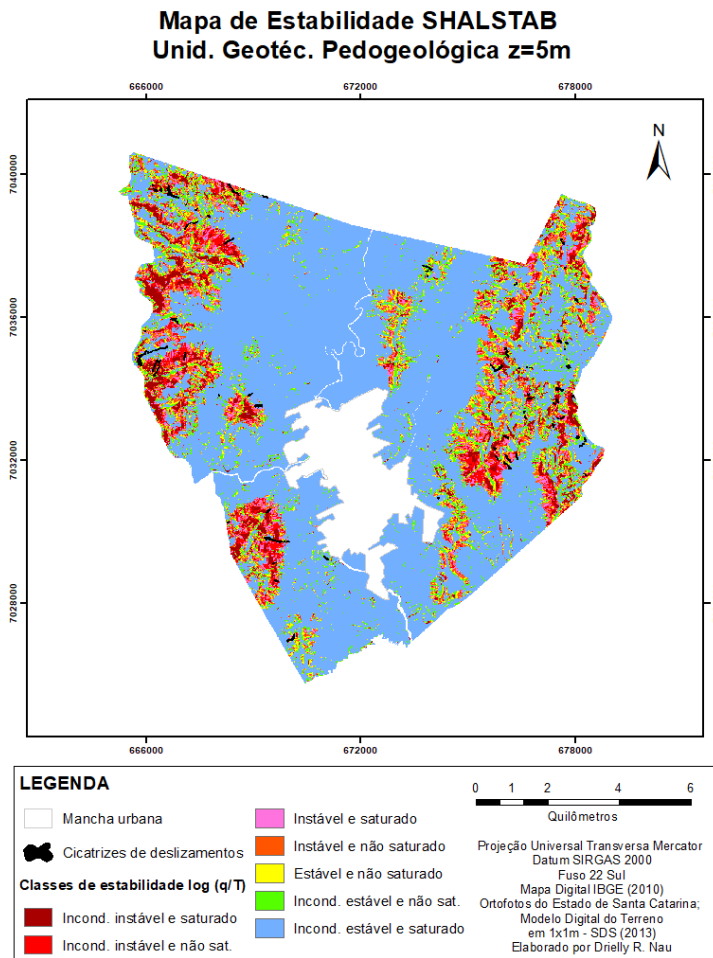 Mapa de Estabilidade SHALSTAB
Unid. Geotéc. Pedogeológica z=5m
666000 672000 678000
N
7040000
7036000
7032000
7028000
666000 672000 678000
LEGENDA
Mancha urbana
Cicatrizes de deslizamentos
Classes de estabilidade log (q/T)
Incond. instável e saturado
Incond. instável e não sat.
Instável e saturado
Instável e não saturado
Estável e não saturado
Incond. estável e não sat.
Incond. estável e saturado
0 1 2 4 6
Quilômetros
Projeção Universal Transversa Mercator
Datum SIRGAS 2000
Fuso 22 Sul
Mapa Digital IBGE (2010)
Ortofotos do Estado de Santa Catarina;
Modelo Digital do Terreno
em 1x1m - SDS (2013)
Elaborado por Drielly R. Nau